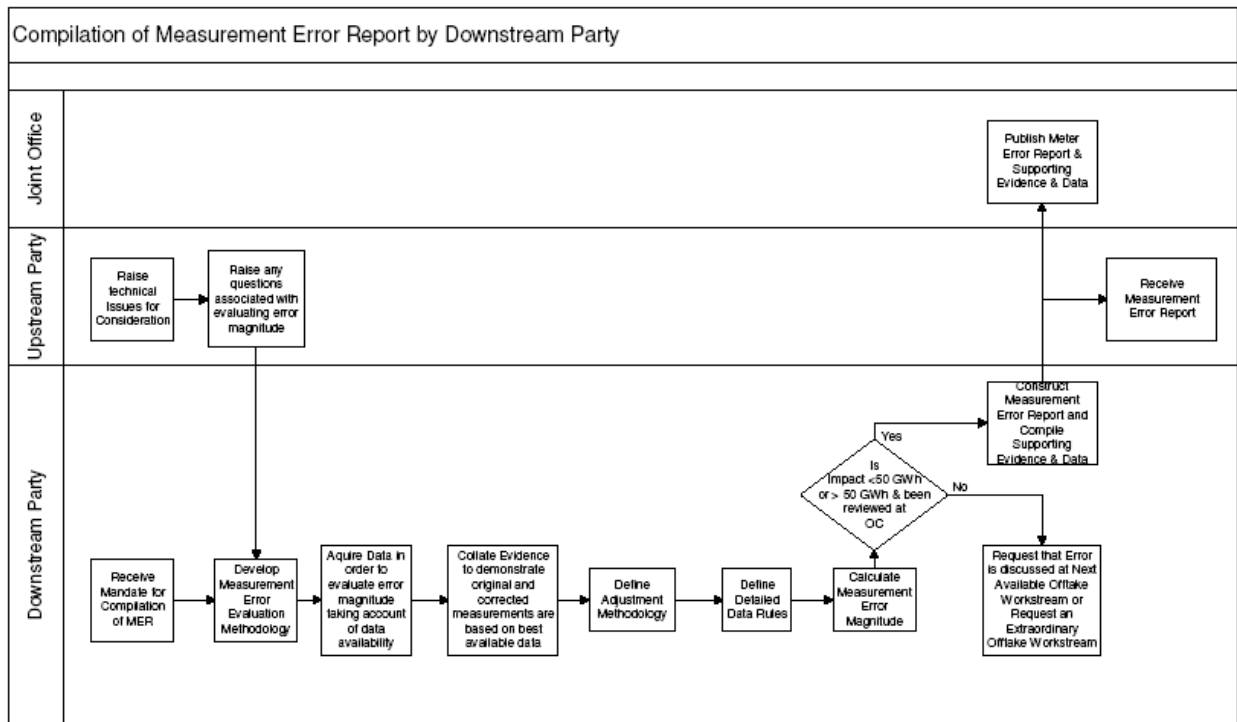 Compilation of Measurement Error Report by Downstream Party
Joint Office
Publish Meter
Error Report &
Supporting
Evidence & Data
Upstream Party
Raise
technical
Issues for
Consideration
Raise any
questions
associated with
evaluating error
magnitude
Receive
Measurement
Error Report
Downstream Party
Construct
Measurement
Error Report and
Compile
Supporting
Evidence & Data
Yes
Is
Impact <50 GWh
or > 50 GWh & been
reviewed at
OC
No
Receive
Mandate for
Compilation
of MER
Develop
Measurement
Error
Evaluation
Methodology
Aquire Data in
order to
evaluate error
magnitude
taking account
of data
availability
Collate Evidence
to demonstrate
original and
corrected
measurements are
based on best
available data
Define
Adjustment
Methodology
Define
Detailed
Data Rules
Calculate
Measurement
Error
Magnitude
Request that Error
is discussed at Next
Available Offtake
Workstream or
Request an
Extraordinary
Offtake Workstream